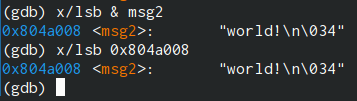 (gdb) x/lsb & msg2
0x804a008 <msg2>:        "world!\n\034"
(gdb) x/lsb 0x804a008
0x804a008 <msg2>:        "world!\n\034"
(gdb)